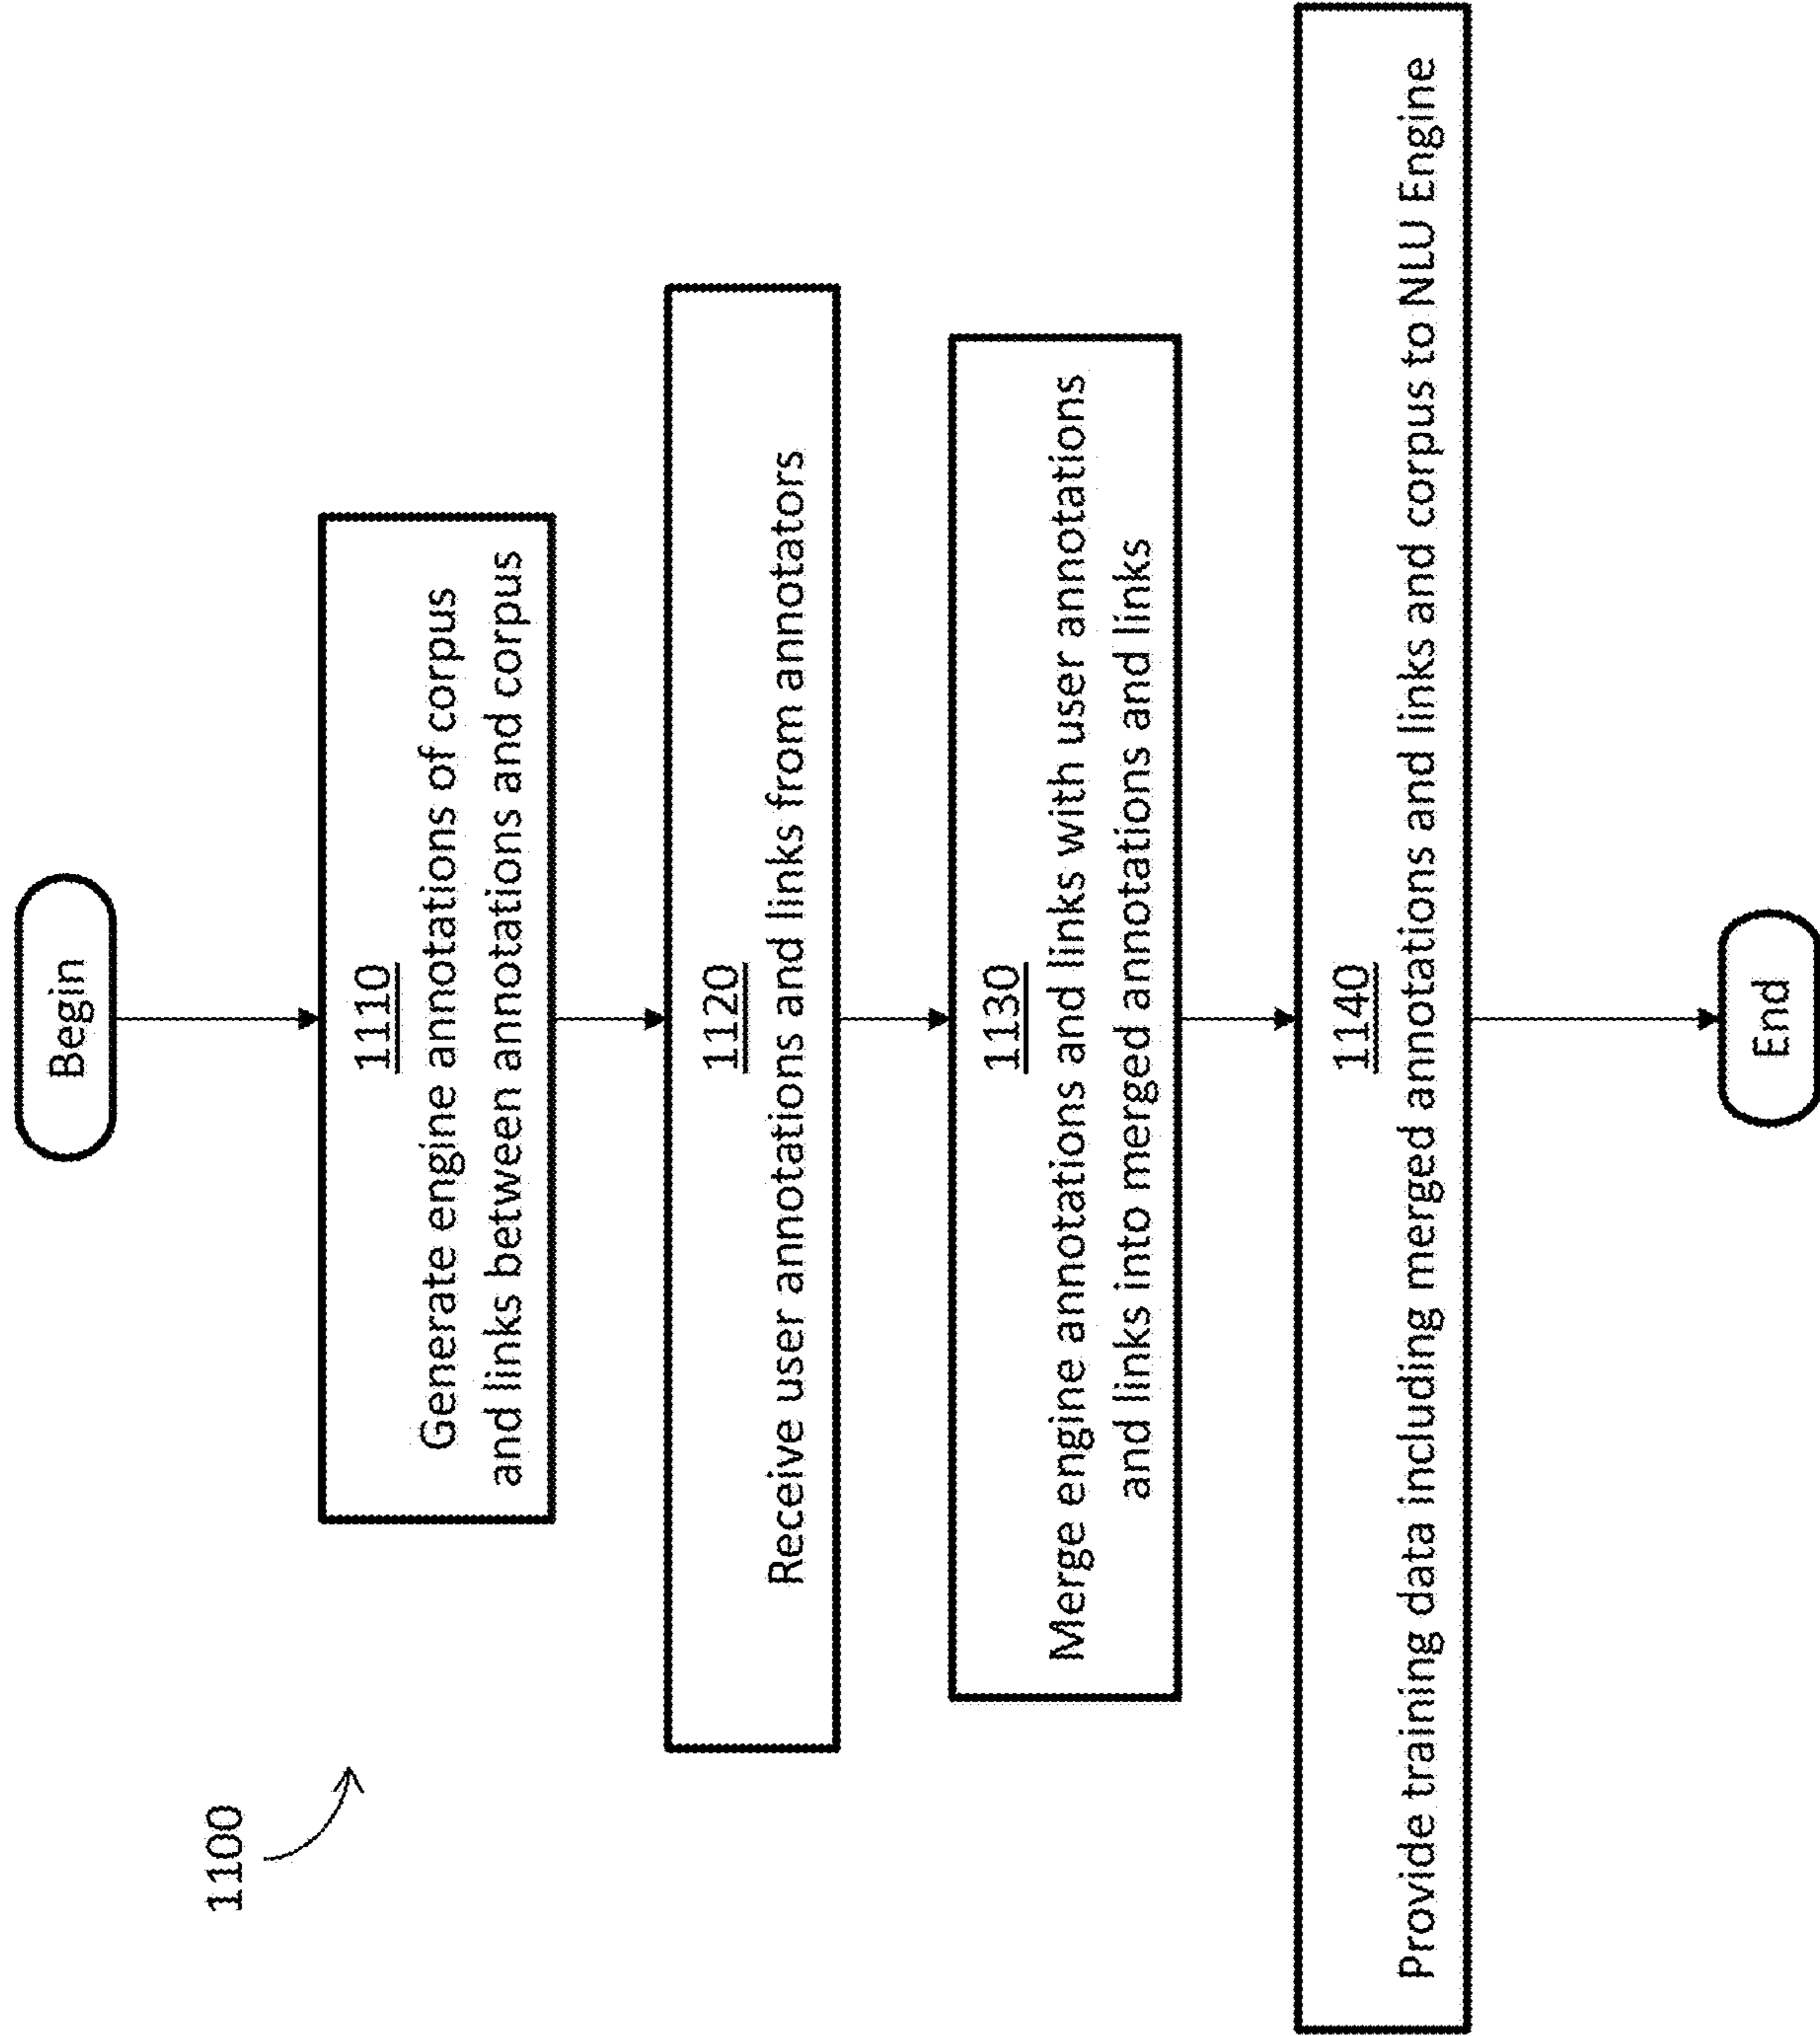 1100
Begin
1110
Generate engine annotations of corpus
and links between annotations and corpus
1120
Receive user annotations and links from annotators
1130
Merge engine annotations and links with user annotations
and links into merged annotations and links
1140
Provide training data including merged annotations and links and corpus to NLU Engine
End